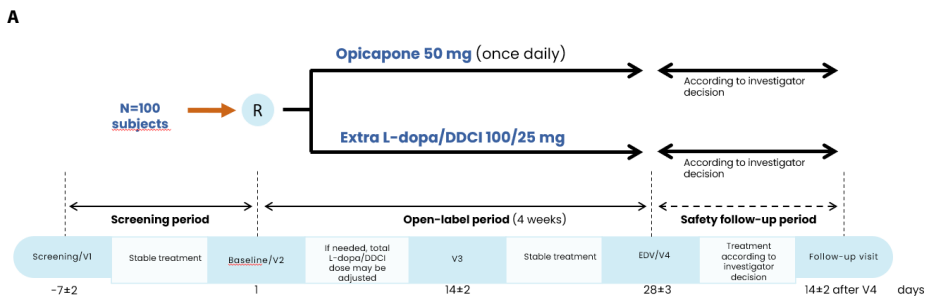 A
Opicapone 50 mg (once daily)
According to investigator
decision
N=100
subjects
R
Extra L-dopa/DDCI 100/25 mg
According to investigator
decision
Screening period
Open-label period (4 weeks)
Safety follow-up period
Screening/V1
Stable treatment
Baseline/V2
If needed, total
L-dopa/DDCI
dose may be
adjusted
V3
Stable treatment
EDV/V4
Treatment
according to
investigator
decision
Follow-up visit
-7±2
1
14±2
28±3
14±2 after V4
days